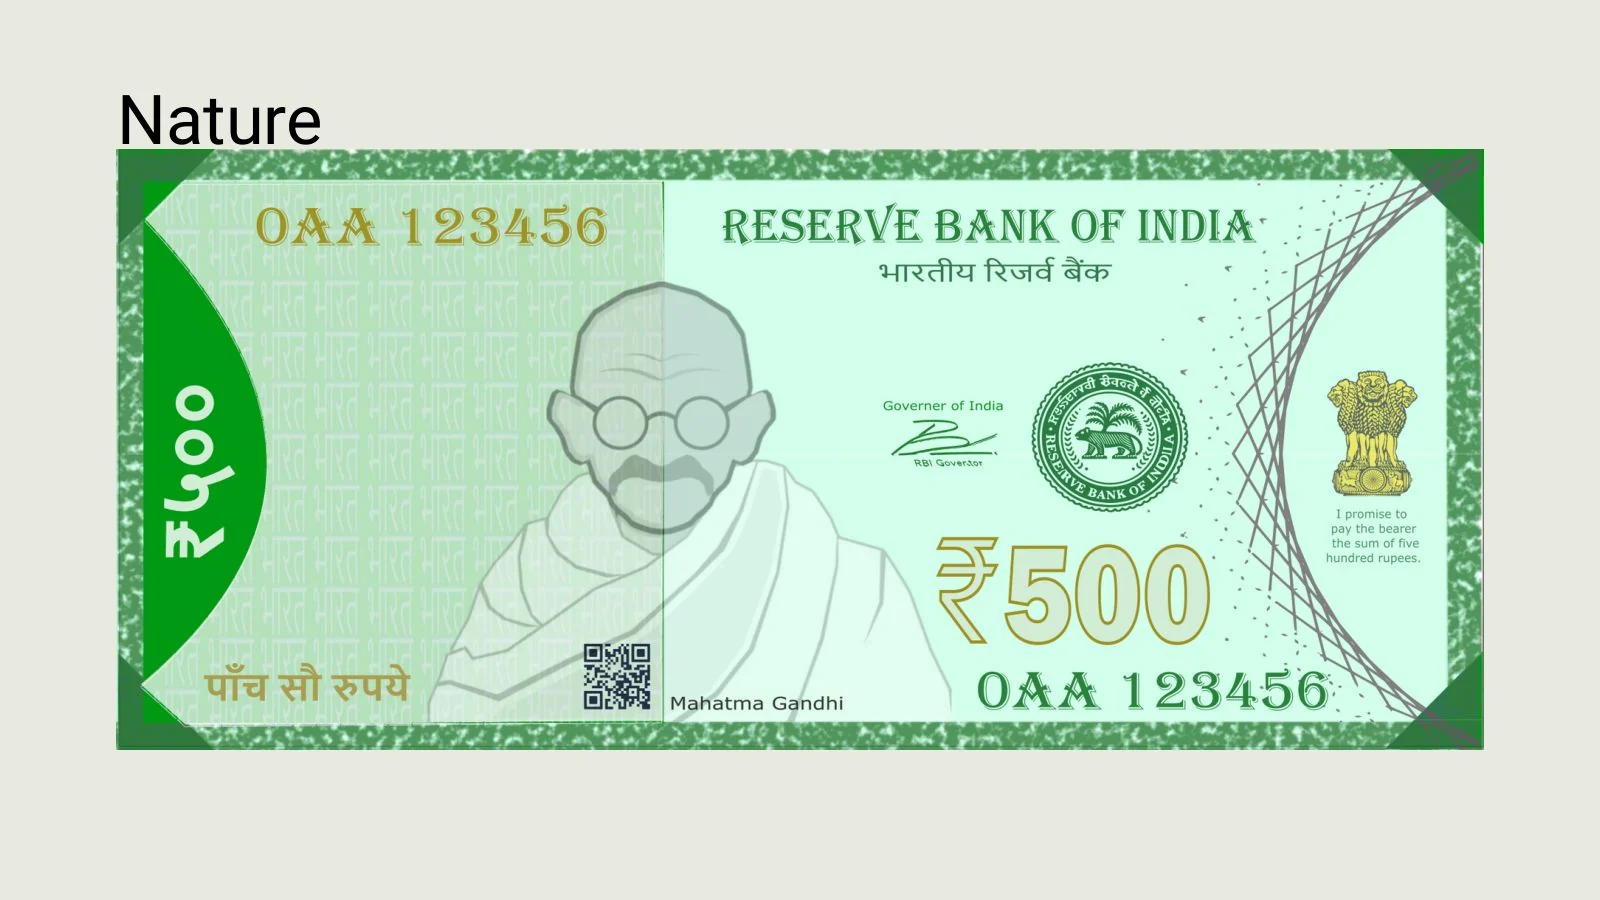 Nature
OAA 123456
RESERVE BANK OF INDIA
भारतीय रिजर्व बैंक
₹५००
Governer of India
RBI Governor
RESERVE BANK OF INDIA
I promise to
pay the bearer
the sum of five
hundred rupees.
₹500
पाँच सौ रुपये
Mahatma Gandhi
OAA 123456